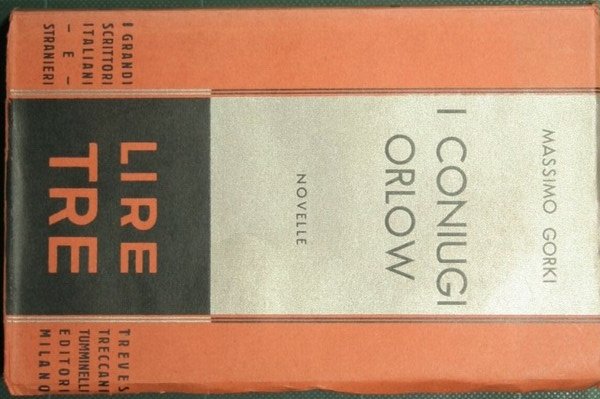 MASSIMO GORKI
I CONIUGI
ORLOW
NOVELLE
I GRANDI
SCRITTORI
ITALIANI
– E –
STRANIERI
LIRE
TRE
TREVES
TRECCANI
TUMMINELLI
EDITORI
MILANO